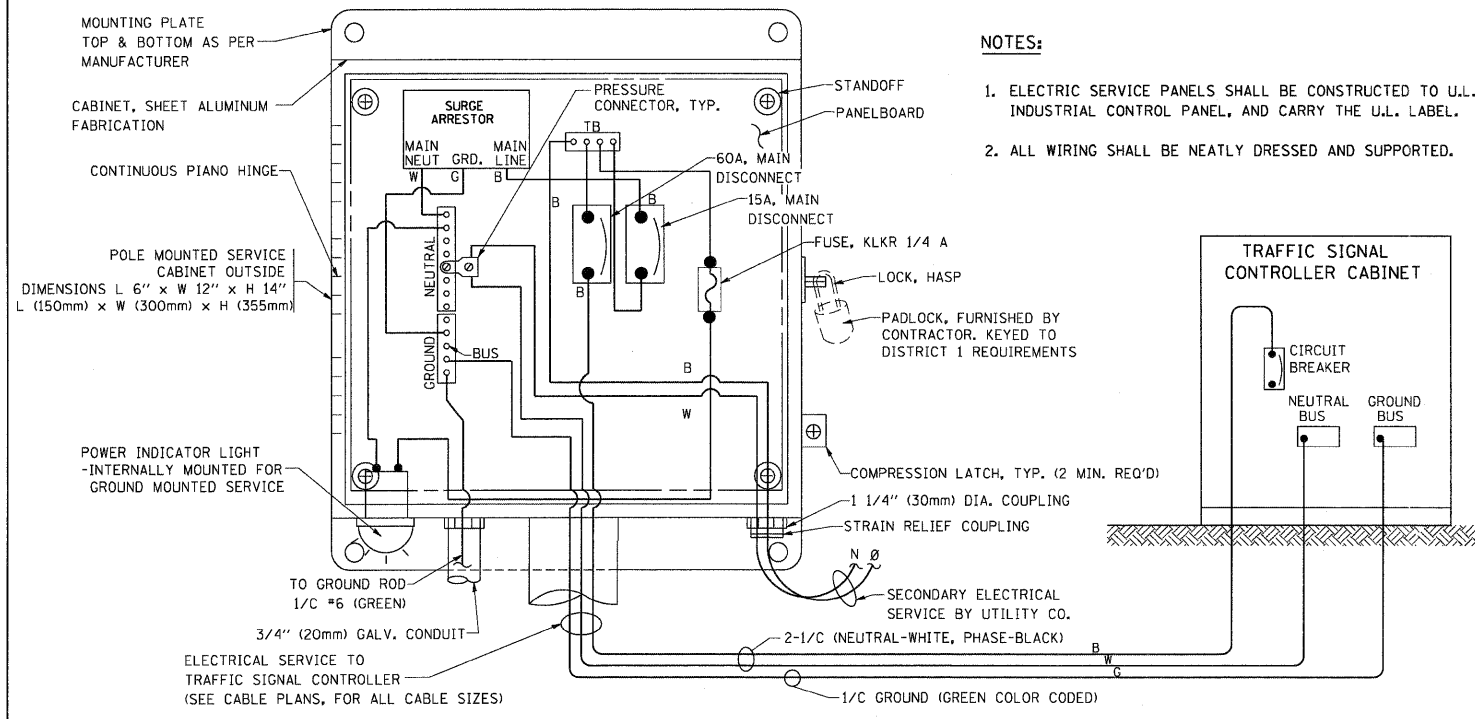 MOUNTING PLATE
TOP & BOTTOM AS PER
MANUFACTURER
CABINET, SHEET ALUMINUM
FABRICATION
CONTINUOUS PIANO HINGE
POLE MOUNTED SERVICE
CABINET OUTSIDE
DIMENSIONS L 6" x W 12" x H 14"
L (150mm) x W (300mm) x H (355mm)
POWER INDICATOR LIGHT
-INTERNALLY MOUNTED FOR
GROUND MOUNTED SERVICE
TO GROUND ROD
1/C #6 (GREEN)
3/4" (20mm) GALV. CONDUIT
ELECTRICAL SERVICE TO
TRAFFIC SIGNAL CONTROLLER
(SEE CABLE PLANS, FOR ALL CABLE SIZES)
SURGE
ARRESTOR
MAIN
NEUT
GRD.
MAIN
LINE
W
G
B
PRESSURE
CONNECTOR, TYP.
TB
60A, MAIN
DISCONNECT
15A, MAIN
DISCONNECT
B
B
B
NEUTRAL
GROUND
BUS
FUSE, KLKR 1/4 A
B
W
STANDOFF
PANELBOARD
LOCK, HASP
PADLOCK, FURNISHED BY
CONTRACTOR. KEYED TO
DISTRICT 1 REQUIREMENTS
COMPRESSION LATCH, TYP. (2 MIN. REQ'D)
1 1/4" (30mm) DIA. COUPLING
STRAIN RELIEF COUPLING
N Ø
SECONDARY ELECTRICAL
SERVICE BY UTILITY CO.
2-1/C (NEUTRAL-WHITE, PHASE-BLACK)
B
W
G
1/C GROUND (GREEN COLOR CODED)
NOTES:
1. ELECTRIC SERVICE PANELS SHALL BE CONSTRUCTED TO U.L.
INDUSTRIAL CONTROL PANEL, AND CARRY THE U.L. LABEL.
2. ALL WIRING SHALL BE NEATLY DRESSED AND SUPPORTED.
TRAFFIC SIGNAL
CONTROLLER CABINET
CIRCUIT
BREAKER
NEUTRAL
BUS
GROUND
BUS